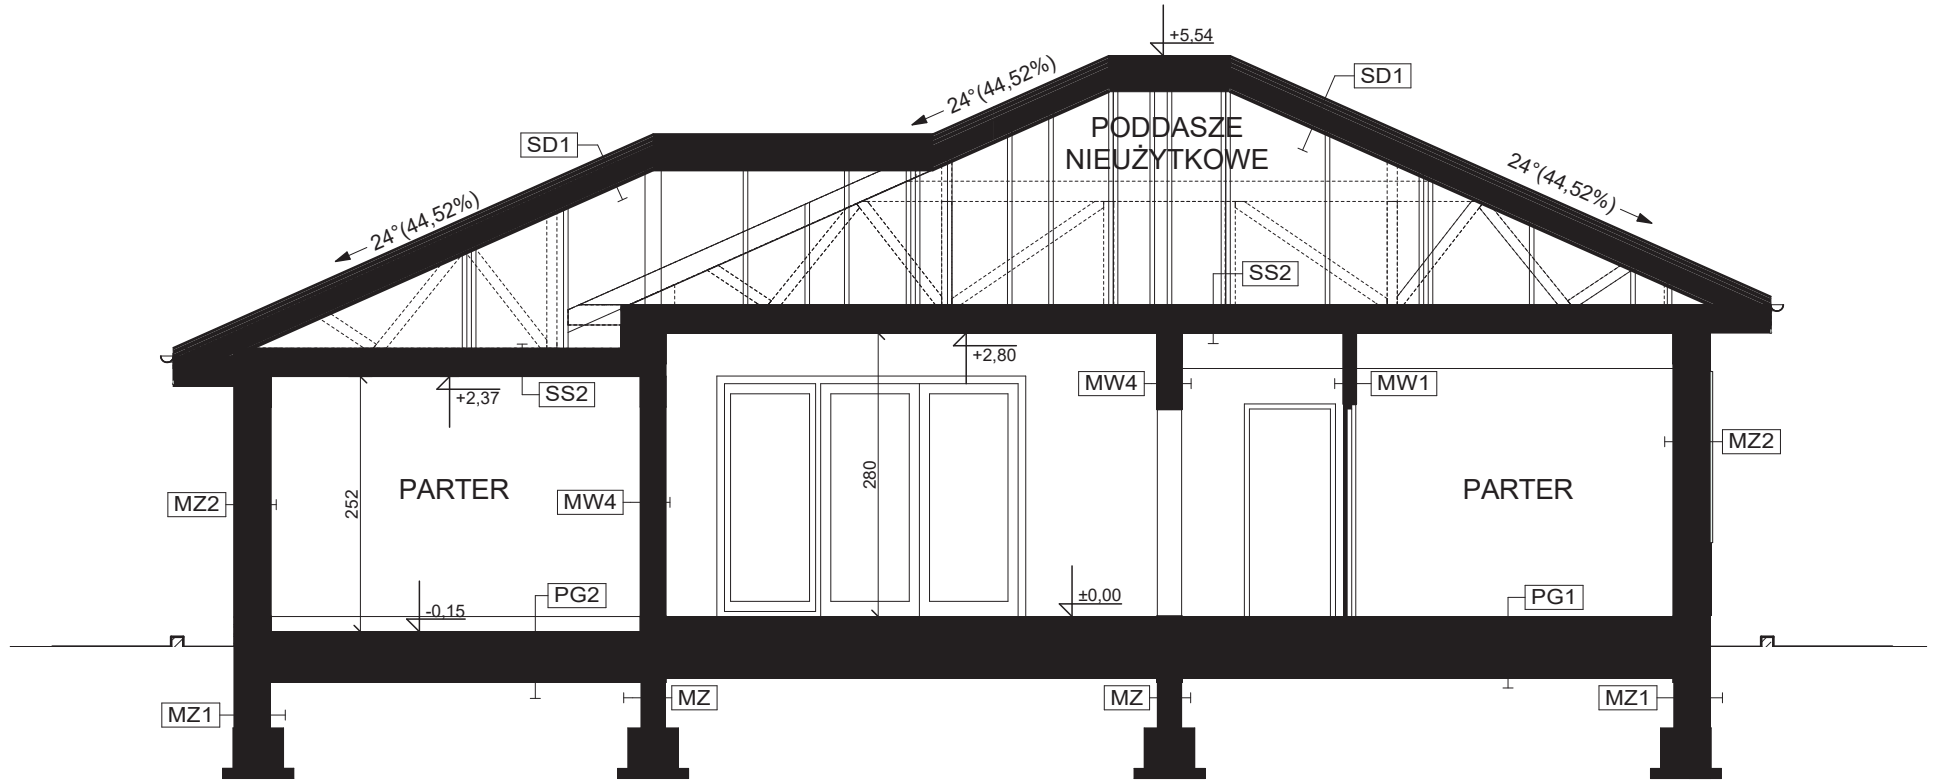 +5,54
24°(44,52%)
SD1
PODDASZE
NIEUŻYTKOWE
SD1
24°(44,52%)
24°(44,52%)
SS2
+2,80
+2,37
SS2
MW4
MW1
MZ2
280
252
PARTER
PARTER
MZ2
MW4
PG2
±0,00
PG1
-0,15
MZ1
MZ
MZ
MZ1